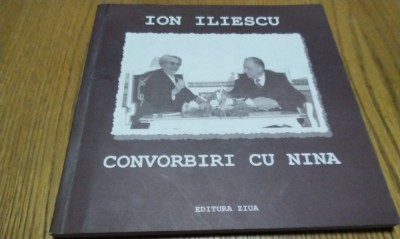 ION ILIESCU
CONVORBIRI CU NINA
EDITURA ZIUA